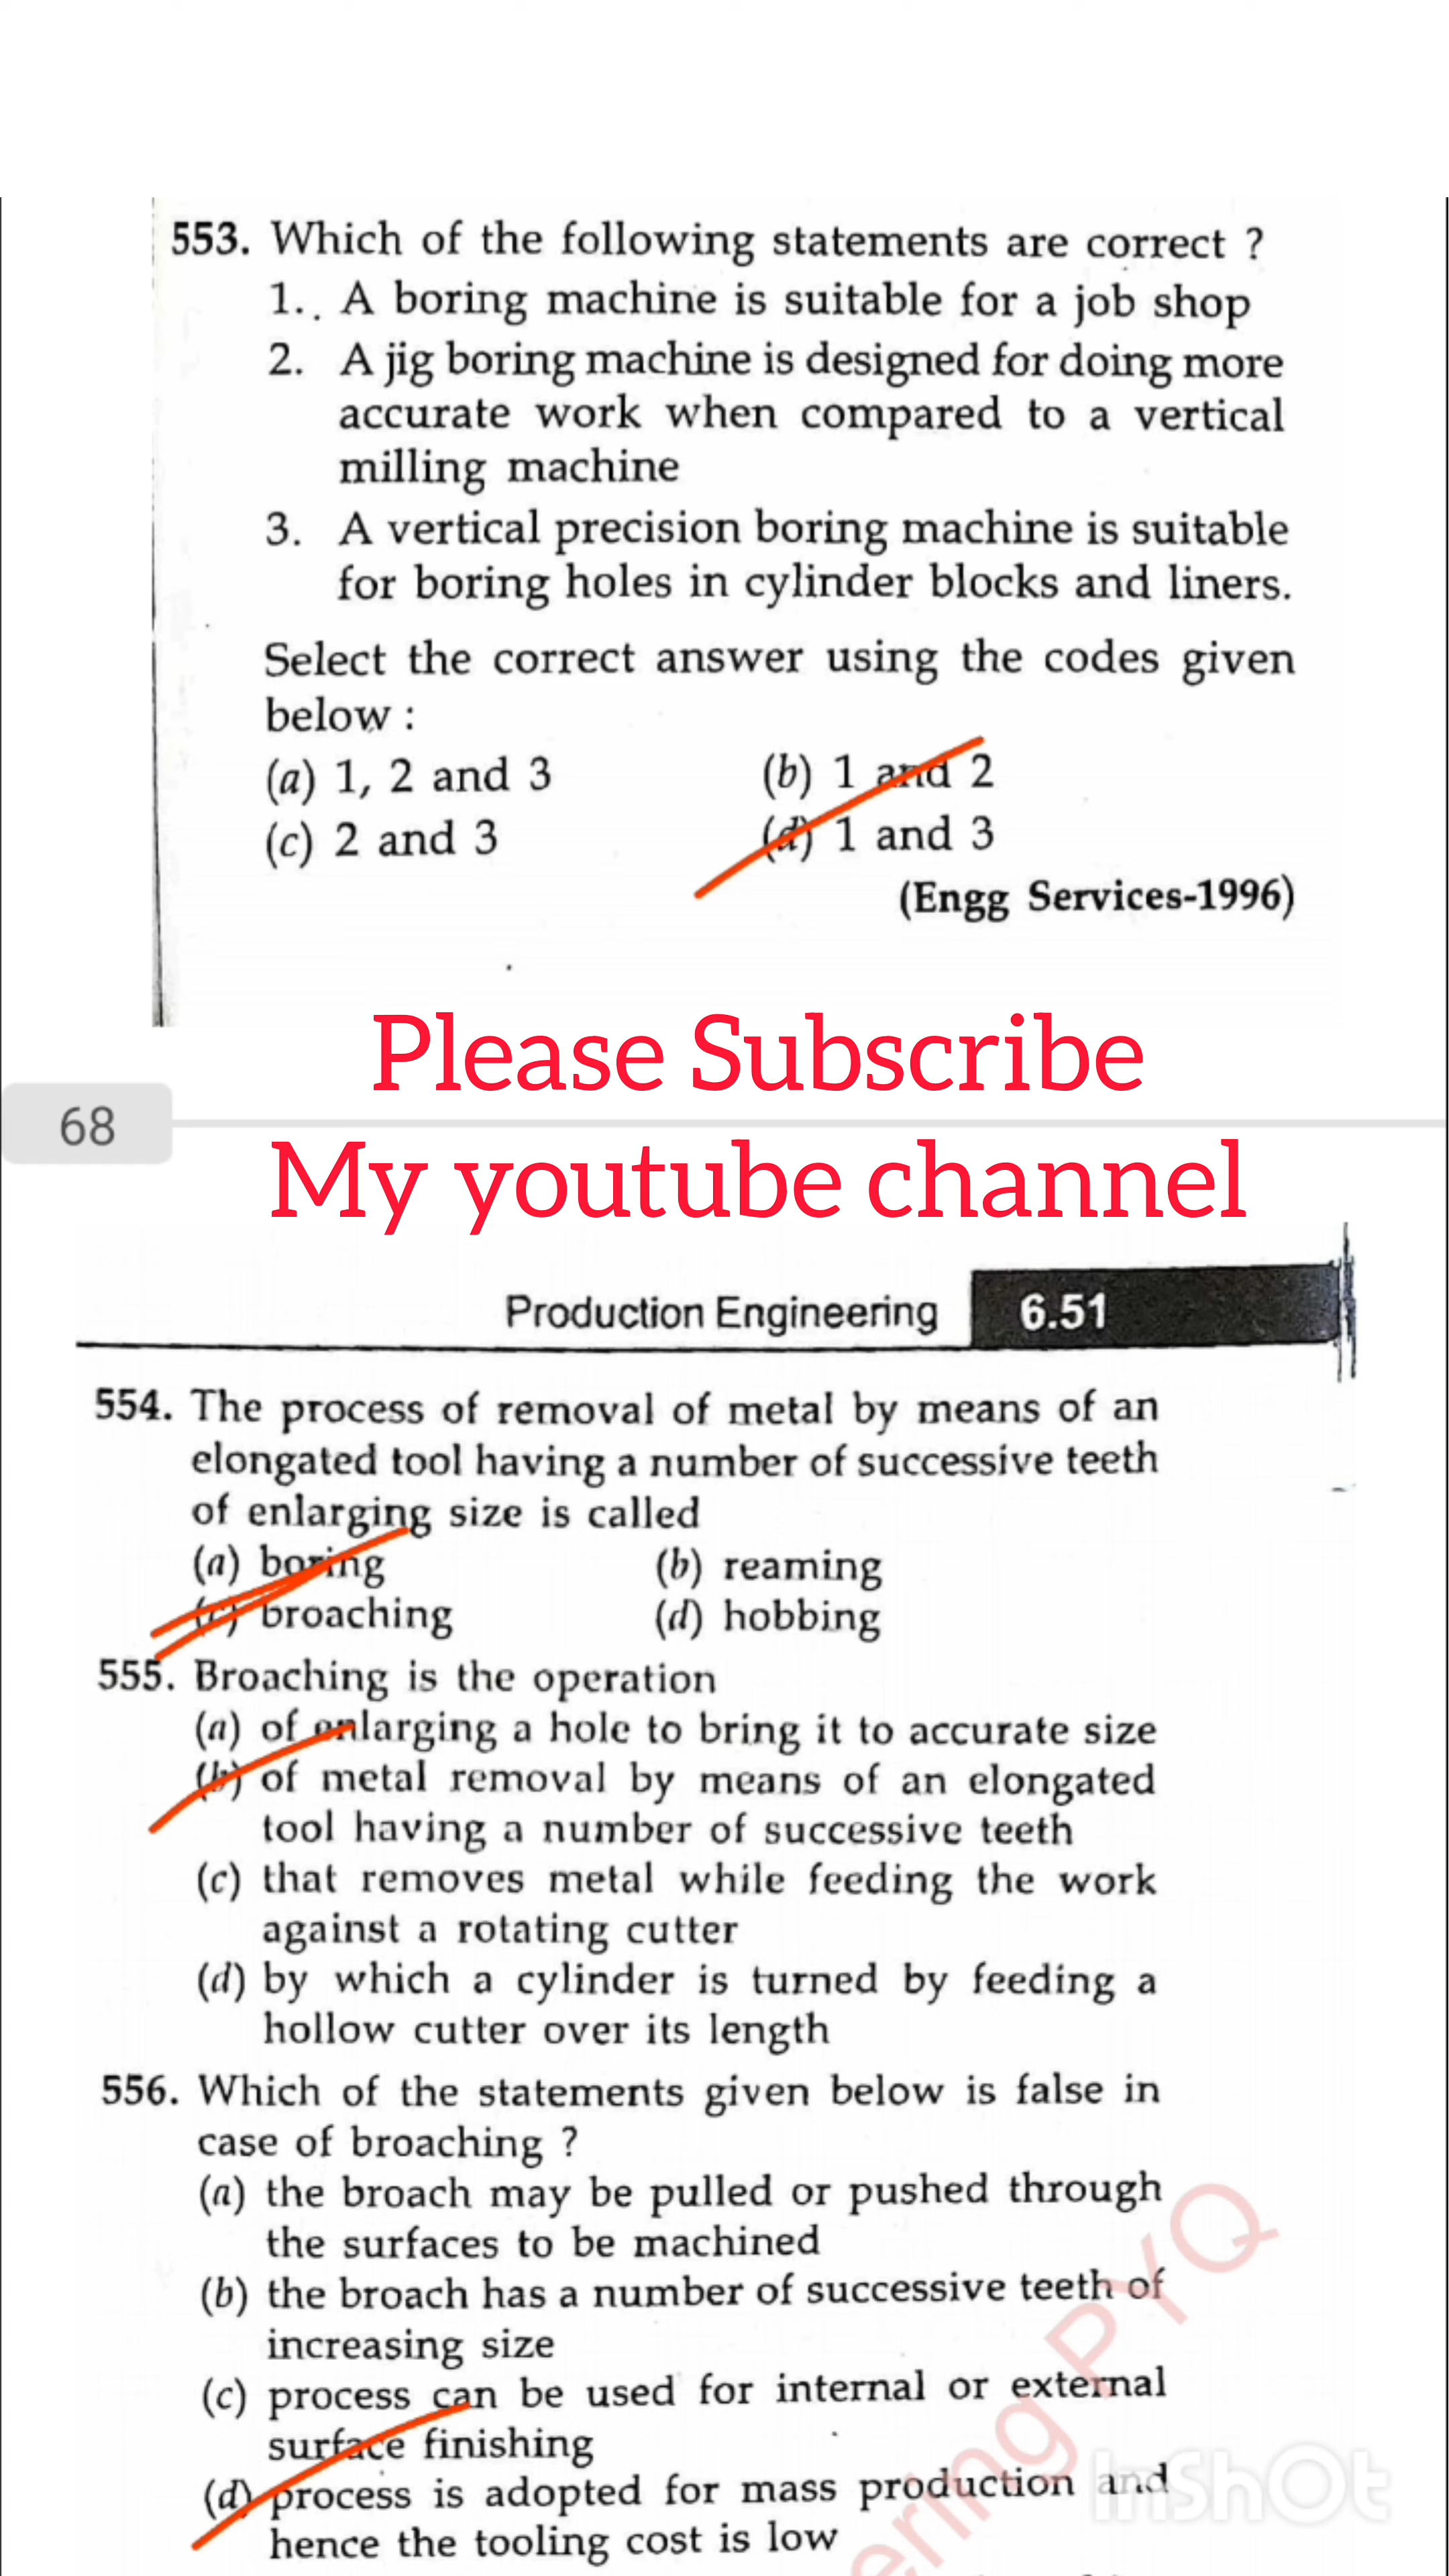 553. Which of the following statements are correct ?
1.. A boring machine is suitable for a job shop
2. A jig boring machine is designed for doing more
accurate work when compared to a vertical
milling machine
3. A vertical precision boring machine is suitable
for boring holes in cylinder blocks and liners.
Select the correct answer using the codes given
below :
(a) 1, 2 and 3 (b) 1 and 2
(c) 2 and 3 (d) 1 and 3
(Engg Services-1996)
Please Subscribe
68
My youtube channel
Production Engineering 6.51
554. The process of removal of metal by means of an
elongated tool having a number of successive teeth
of enlarging size is called
(a) boring (b) reaming
(c) broaching (d) hobbing
555. Broaching is the operation
(a) of enlarging a hole to bring it to accurate size
(b) of metal removal by means of an elongated
tool having a number of successive teeth
(c) that removes metal while feeding the work
against a rotating cutter
(d) by which a cylinder is turned by feeding a
hollow cutter over its length
556. Which of the statements given below is false in
case of broaching ?
(a) the broach may be pulled or pushed through
the surfaces to be machined
(b) the broach has a number of successive teeth of
increasing size
(c) process can be used for internal or external
surface finishing
(d) process is adopted for mass production and
hence the tooling cost is low
ering PYQ
InShOt